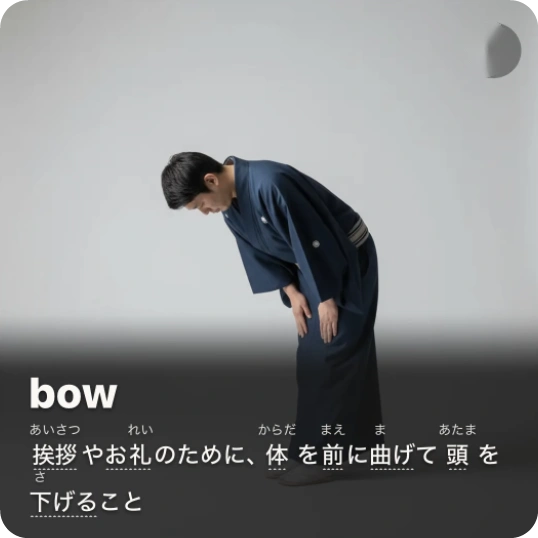 bow
あいさつ れい からだ まえ ま あたま
挨拶やお礼のために、体を前に曲げて頭を
さ
下げること